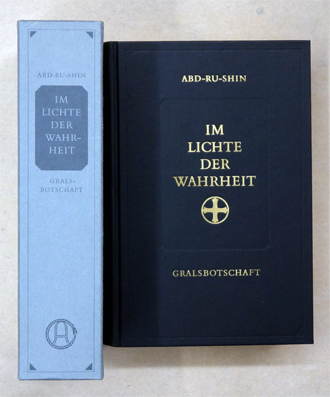 ABD-RU-SHIN
IM
LICHTE
DER
WAHR-
HEIT
GRALS-
BOTSCHAFT
ABD-RU-SHIN
IM
LICHTE
DER
WAHRHEIT
GRALSBOTSCHAFT